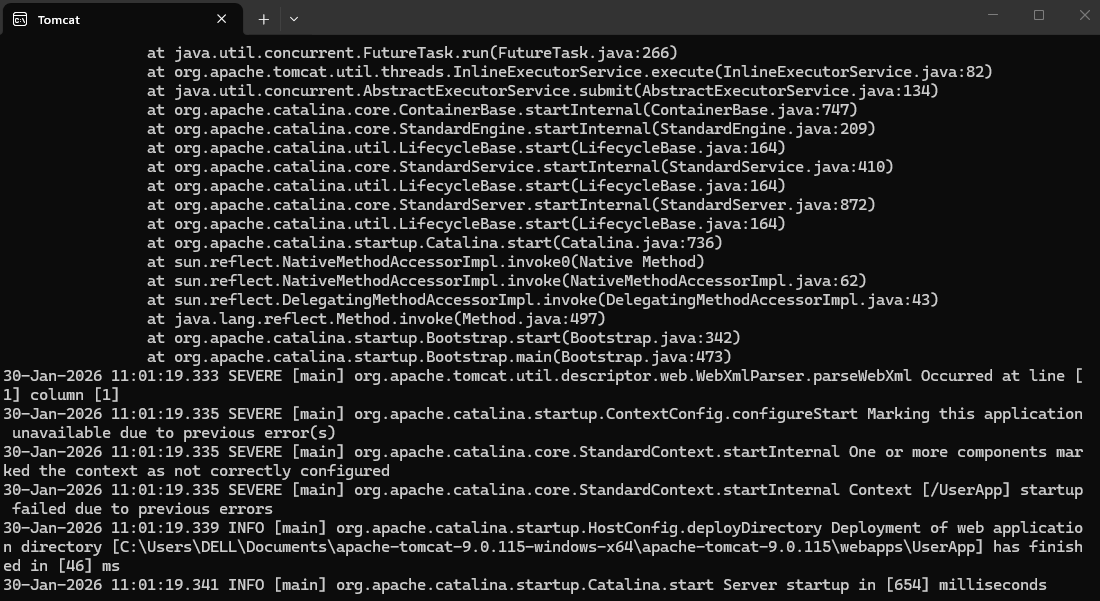 Tomcat
at java.util.concurrent.FutureTask.run(FutureTask.java:266)
at org.apache.tomcat.util.threads.InlineExecutorService.execute(InlineExecutorService.java:82)
at java.util.concurrent.AbstractExecutorService.submit(AbstractExecutorService.java:134)
at org.apache.catalina.core.ContainerBase.startInternal(ContainerBase.java:747)
at org.apache.catalina.core.StandardEngine.startInternal(StandardEngine.java:209)
at org.apache.catalina.util.LifecycleBase.start(LifecycleBase.java:164)
at org.apache.catalina.core.StandardService.startInternal(StandardService.java:410)
at org.apache.catalina.util.LifecycleBase.start(LifecycleBase.java:164)
at org.apache.catalina.core.StandardServer.startInternal(StandardServer.java:872)
at org.apache.catalina.util.LifecycleBase.start(LifecycleBase.java:164)
at org.apache.catalina.startup.Catalina.start(Catalina.java:736)
at sun.reflect.NativeMethodAccessorImpl.invoke0(Native Method)
at sun.reflect.NativeMethodAccessorImpl.invoke(NativeMethodAccessorImpl.java:62)
at sun.reflect.DelegatingMethodAccessorImpl.invoke(DelegatingMethodAccessorImpl.java:43)
at java.lang.reflect.Method.invoke(Method.java:497)
at org.apache.catalina.startup.Bootstrap.start(Bootstrap.java:342)
at org.apache.catalina.startup.Bootstrap.main(Bootstrap.java:473)
30-Jan-2026 11:01:19.333 SEVERE [main] org.apache.tomcat.util.descriptor.web.WebXmlParser.parseWebXml Occurred at line [
1] column [1]
30-Jan-2026 11:01:19.335 SEVERE [main] org.apache.catalina.startup.ContextConfig.configureStart Marking this application
unavailable due to previous error(s)
30-Jan-2026 11:01:19.335 SEVERE [main] org.apache.catalina.core.StandardContext.startInternal One or more components mar
ked the context as not correctly configured
30-Jan-2026 11:01:19.335 SEVERE [main] org.apache.catalina.core.StandardContext.startInternal Context [/UserApp] startup
failed due to previous errors
30-Jan-2026 11:01:19.339 INFO [main] org.apache.catalina.startup.HostConfig.deployDirectory Deployment of web applicatio
n directory [C:\Users\DELL\Documents\apache-tomcat-9.0.115-windows-x64\apache-tomcat-9.0.115\webapps\UserApp] has finish
ed in [46] ms
30-Jan-2026 11:01:19.341 INFO [main] org.apache.catalina.startup.Catalina.start Server startup in [654] milliseconds